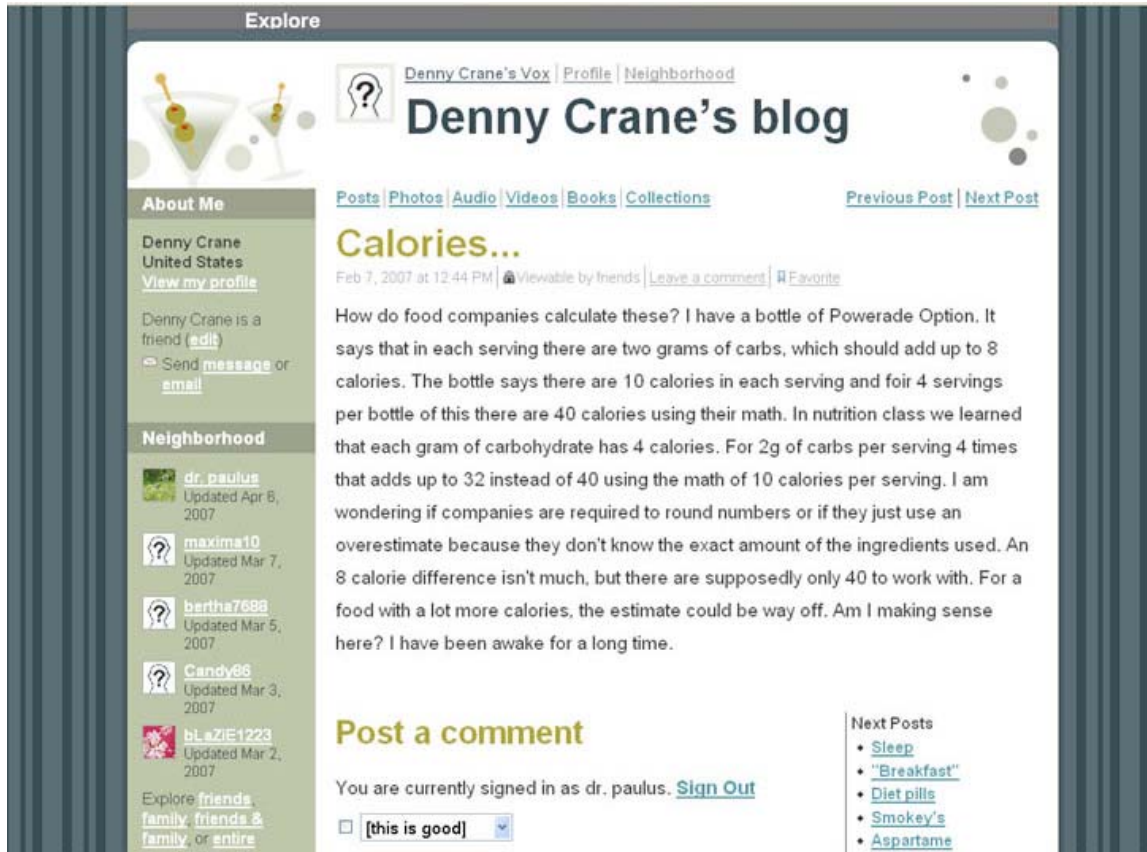 Explore
Denny Crane's Vox | Profile | Neighborhood
Denny Crane's blog
Posts | Photos | Audio | Videos | Books | Collections
Previous Post | Next Post
About Me
Denny Crane
United States
View my profile
Denny Crane is a
friend (edit)
Send message or
email
Neighborhood
dr. paulus
Updated Apr 6,
2007
maxima10
Updated Mar 7,
2007
bertha7688
Updated Mar 5,
2007
Candy86
Updated Mar 3,
2007
bLaZiE1223
Updated Mar 2,
2007
Explore friends,
family, friends &
family, or entire
Calories...
Feb 7, 2007 at 12:44 PM | Viewable by friends | Leave a comment | Favorite
How do food companies calculate these? I have a bottle of Powerade Option. It
says that in each serving there are two grams of carbs, which should add up to 8
calories. The bottle says there are 10 calories in each serving and foir 4 servings
per bottle of this there are 40 calories using their math. In nutrition class we learned
that each gram of carbohydrate has 4 calories. For 2g of carbs per serving 4 times
that adds up to 32 instead of 40 using the math of 10 calories per serving. I am
wondering if companies are required to round numbers or if they just use an
overestimate because they don't know the exact amount of the ingredients used. An
8 calorie difference isn't much, but there are supposedly only 40 to work with. For a
food with a lot more calories, the estimate could be way off. Am I making sense
here? I have been awake for a long time.
Post a comment
You are currently signed in as dr. paulus. Sign Out
[this is good]
Next Posts
• Sleep
• "Breakfast"
• Diet pills
• Smokey's
• Aspartame